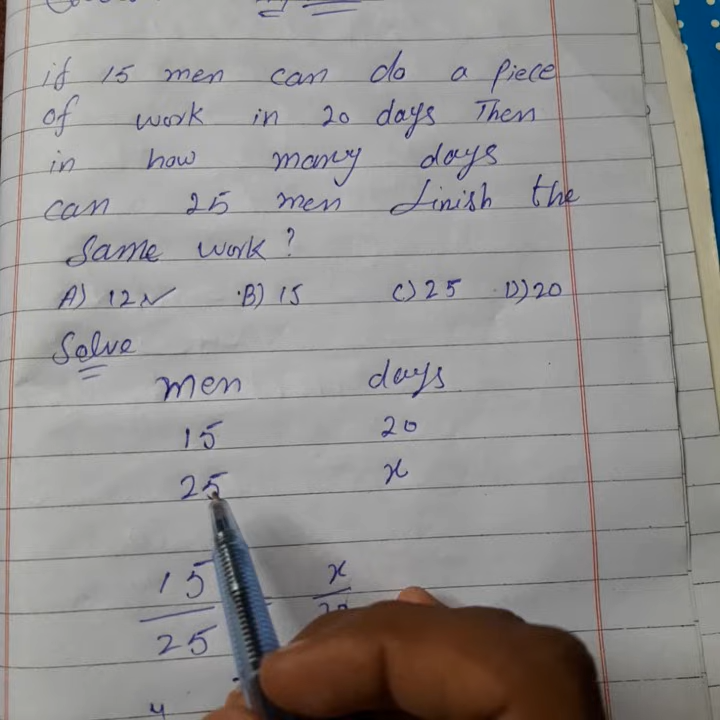 if 15 men can do a piece
of work in 20 days Then
in how many days
can 25 men finish the
same work?
A) 12 ✓ B) 15 C) 25 D) 20
Solve
men days
15 20
25 x
15 x
25